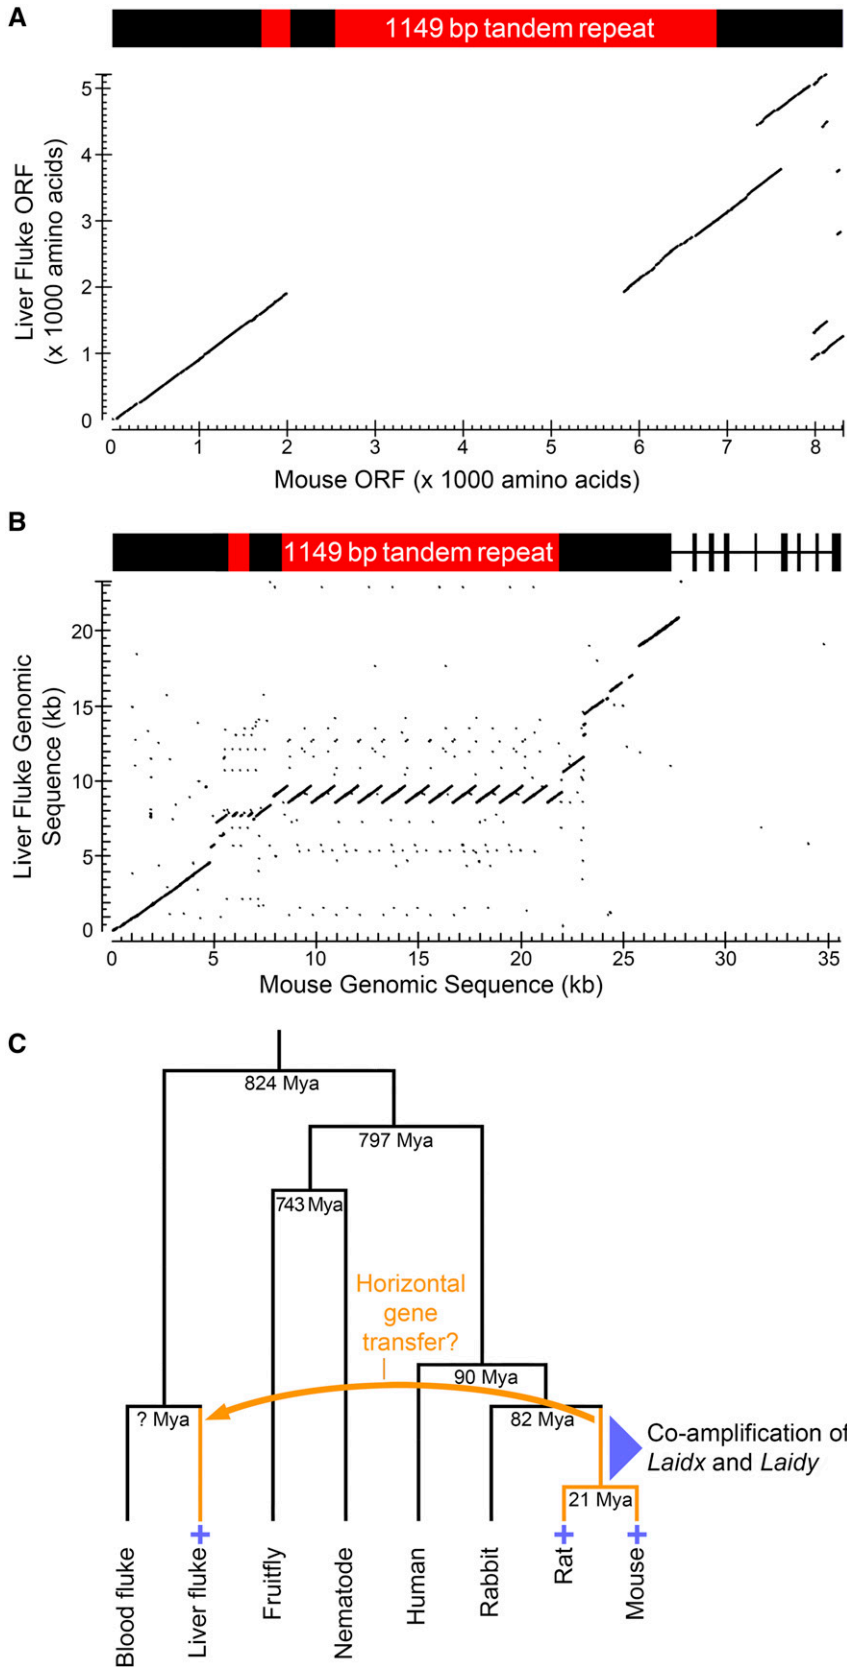 A
1149 bp tandem repeat
Liver Fluke ORF
(x 1000 amino acids)
5
4
3
2
1
0
0
1
2
3
4
5
6
7
8
Mouse ORF (x 1000 amino acids)
B
1149 bp tandem repeat
Liver Fluke Genomic
Sequence (kb)
20
15
10
5
0
0
5
10
15
20
25
30
35
Mouse Genomic Sequence (kb)
C
824 Mya
797 Mya
743 Mya
Horizontal
gene
transfer?
90 Mya
? Mya
82 Mya
Co-amplification of
Laidx and Laidy
21 Mya
+
+
+
Blood fluke
Liver fluke
Fruitfly
Nematode
Human
Rabbit
Rat
Mouse